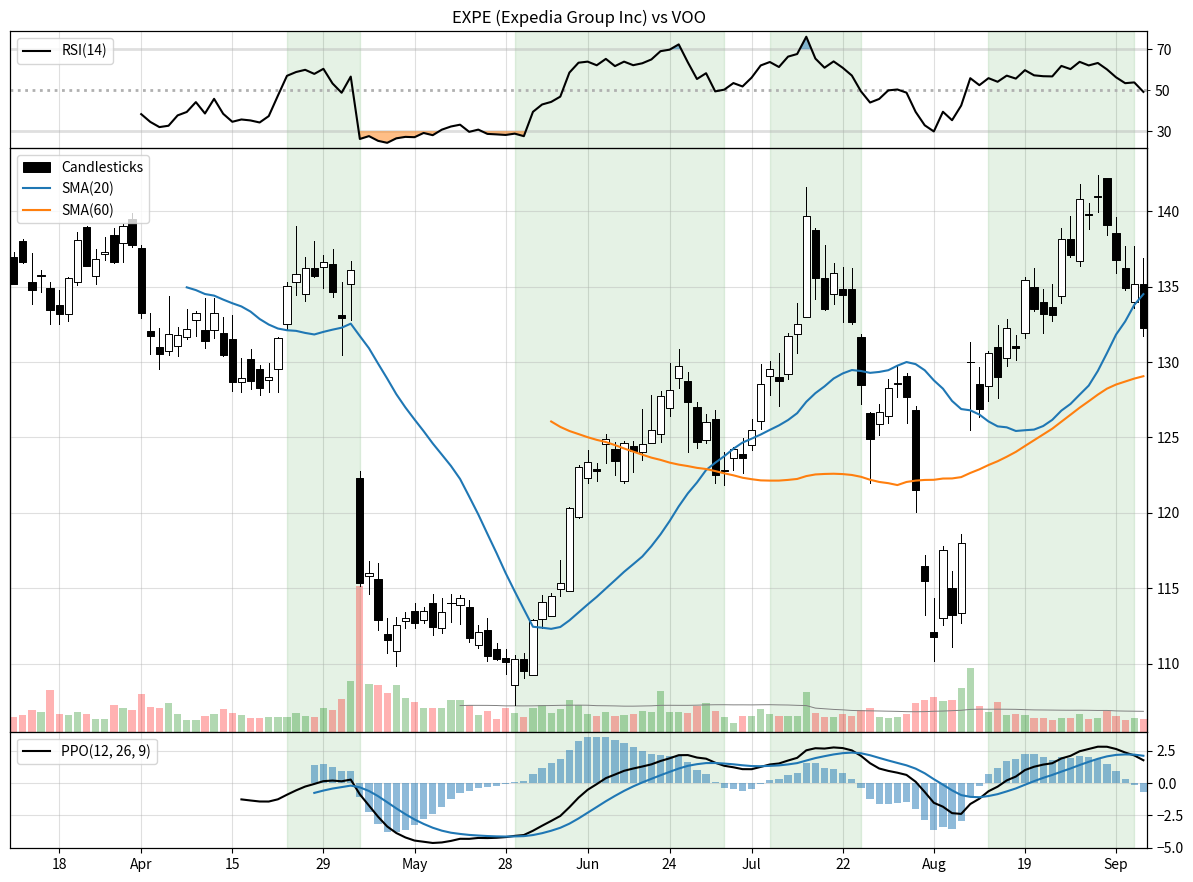 EXPE (Expedia Group Inc) vs VOO
RSI(14)
70
50
30
Candlesticks
SMA(20)
SMA(60)
140
135
130
125
120
115
110
PPO(12, 26, 9)
2.5
0.0
−2.5
−5.0
18 Apr 15 29 May 28 Jun 24 Jul 22 Aug 19 Sep